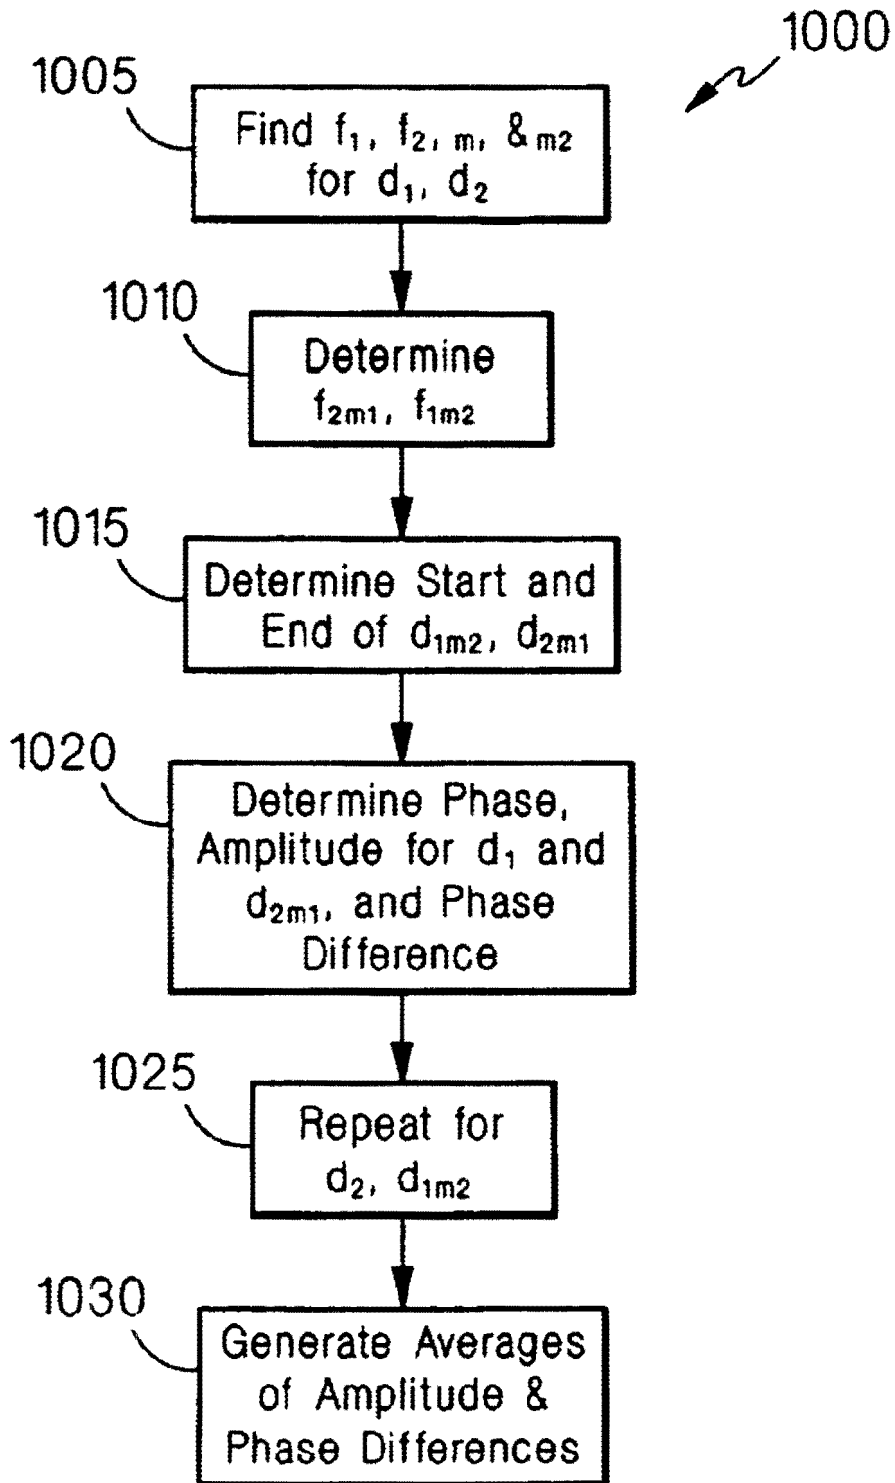 1000
1005
Find f₁, f₂, m, & m2
for d₁, d₂
1010
Determine
f₂ₘ₁, f₁ₘ₂
1015
Determine Start and
End of d₁ₘ₂, d₂ₘ₁
1020
Determine Phase,
Amplitude for d₁ and
d₂ₘ₁, and Phase
Difference
1025
Repeat for
d₂, d₁ₘ₂
1030
Generate Averages
of Amplitude &
Phase Differences